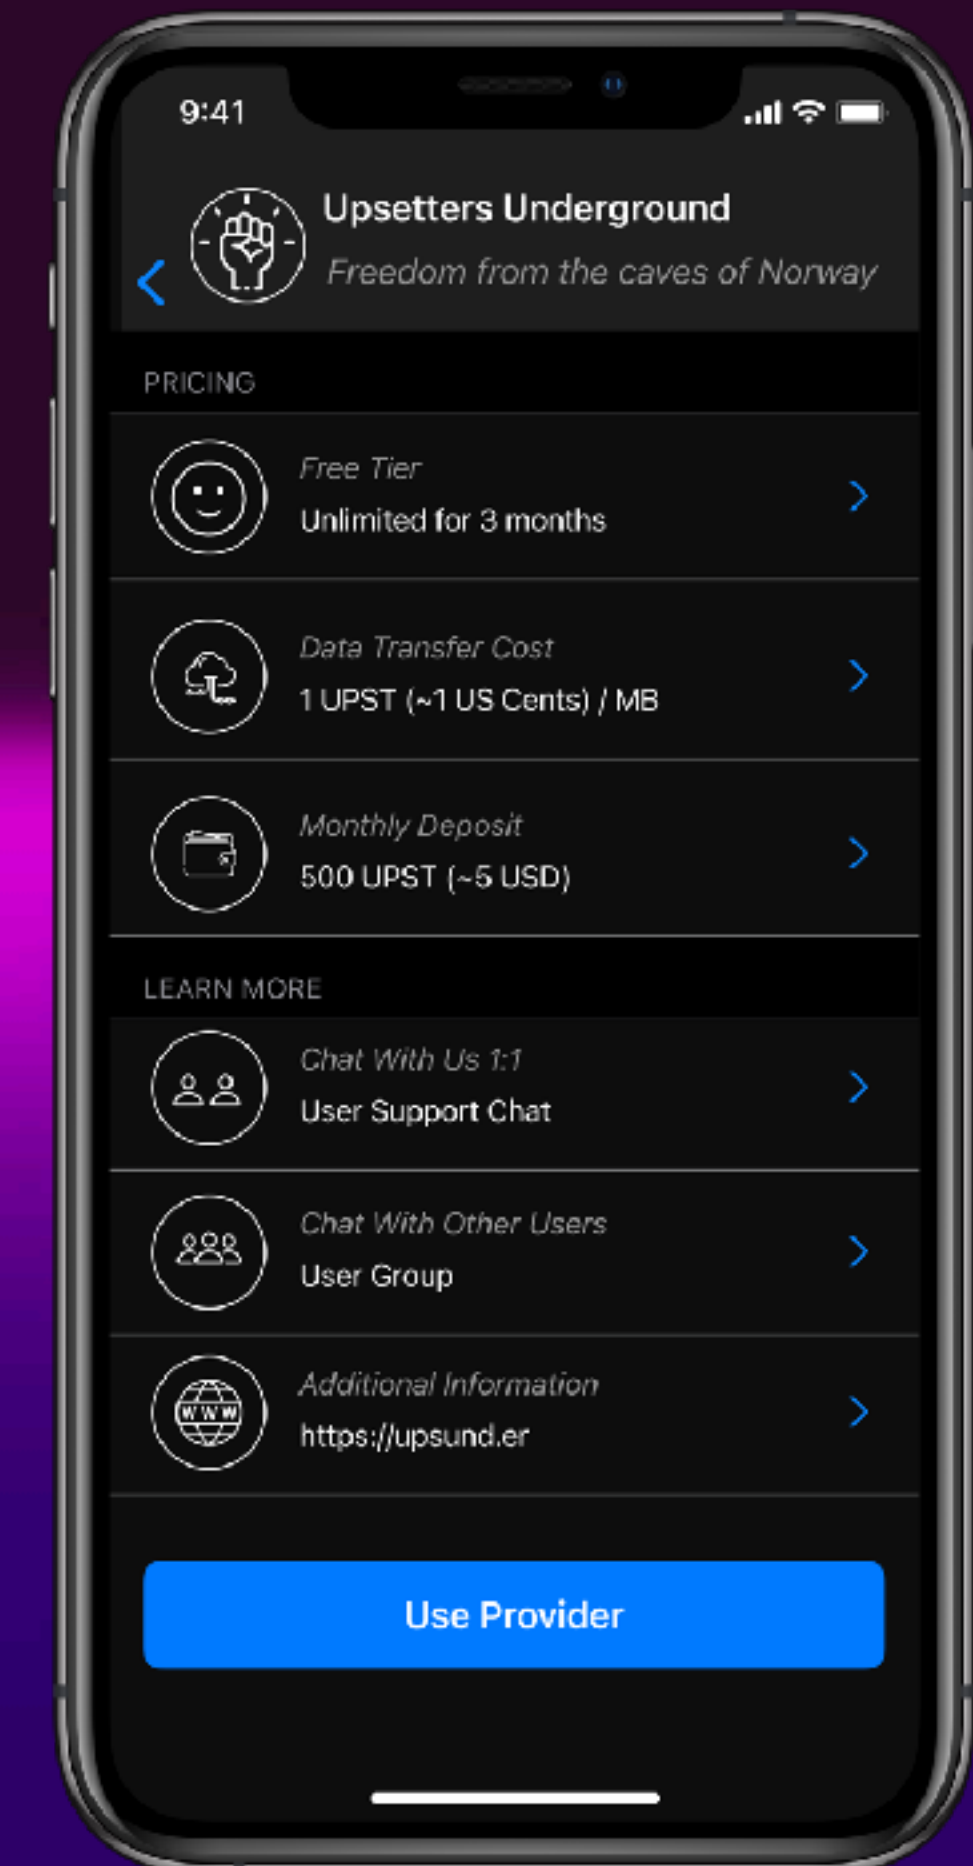 9:41
Upsetters Underground
Freedom from the caves of Norway
PRICING
Free Tier
Unlimited for 3 months
Data Transfer Cost
1 UPST (~1 US Cents) / MB
Monthly Deposit
500 UPST (~5 USD)
LEARN MORE
Chat With Us 1:1
User Support Chat
Chat With Other Users
User Group
Additional Information
WWW
https://upsund.er
Use Provider